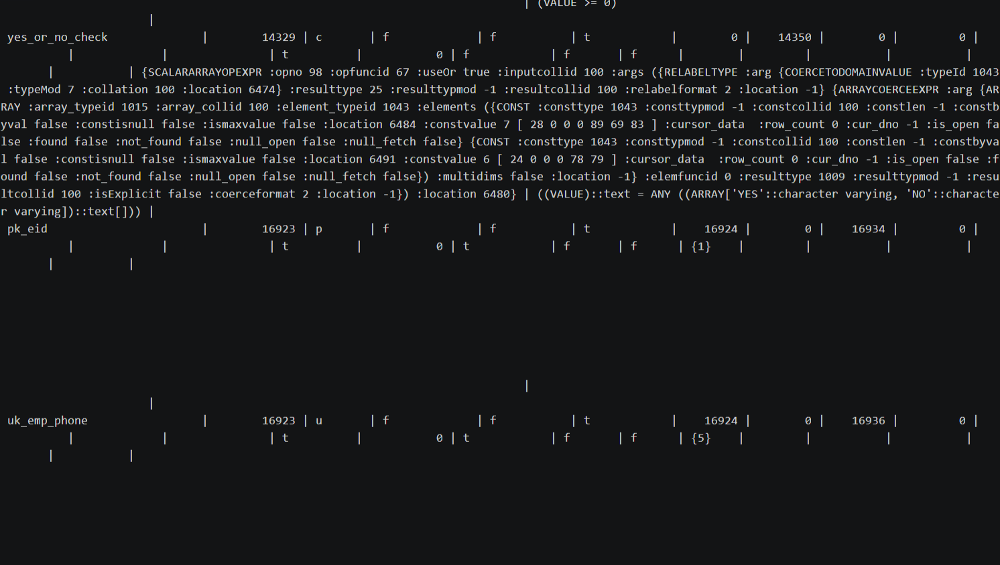 | (VALUE >= 0)
|
yes_or_no_check | 14329 | c | f | f | t | 0 | 14350 | 0 | 0 |
| | | t | 0 | f | f | f | | | | |
| | {SCALARARRAYOPEXPR :opno 98 :opfuncid 67 :useOr true :inputcollid 100 :args ({RELABELTYPE :arg {COERCETODOMAINVALUE :typeId 1043
:typeMod 7 :collation 100 :location 6474} :resulttype 25 :resulttypmod -1 :resultcollid 100 :relabelformat 2 :location -1} {ARRAYCOERCEEXPR :arg {AR
RAY :array_typeid 1015 :array_collid 100 :element_typeid 1043 :elements ({CONST :consttype 1043 :consttypmod -1 :constcollid 100 :constlen -1 :constb
yval false :constisnull false :ismaxvalue false :location 6484 :constvalue 7 [ 28 0 0 0 89 69 83 ] :cursor_data  :row_count 0 :cur_dno -1 :is_open fa
lse :found false :not_found false :null_open false :null_fetch false} {CONST :consttype 1043 :consttypmod -1 :constcollid 100 :constlen -1 :constbyva
l false :constisnull false :ismaxvalue false :location 6491 :constvalue 6 [ 24 0 0 0 78 79 ] :cursor_data  :row_count 0 :cur_dno -1 :is_open false :f
ound false :not_found false :null_open false :null_fetch false}) :multidims false :location -1} :elemfuncid 0 :resulttype 1009 :resulttypmod -1 :resu
ltcollid 100 :isExplicit false :coerceformat 2 :location -1}) :location 6480} | ((VALUE)::text = ANY ((ARRAY['YES'::character varying, 'NO'::characte
r varying])::text[])) |
pk_eid | 16923 | p | f | f | t | 16924 | 0 | 16934 | 0 |
| | | t | 0 | t | f | f | {1} | | | |
| |
|
|
uk_emp_phone | 16923 | u | f | f | t | 16924 | 0 | 16936 | 0 |
| | | t | 0 | t | f | f | {5} | | | |
| |